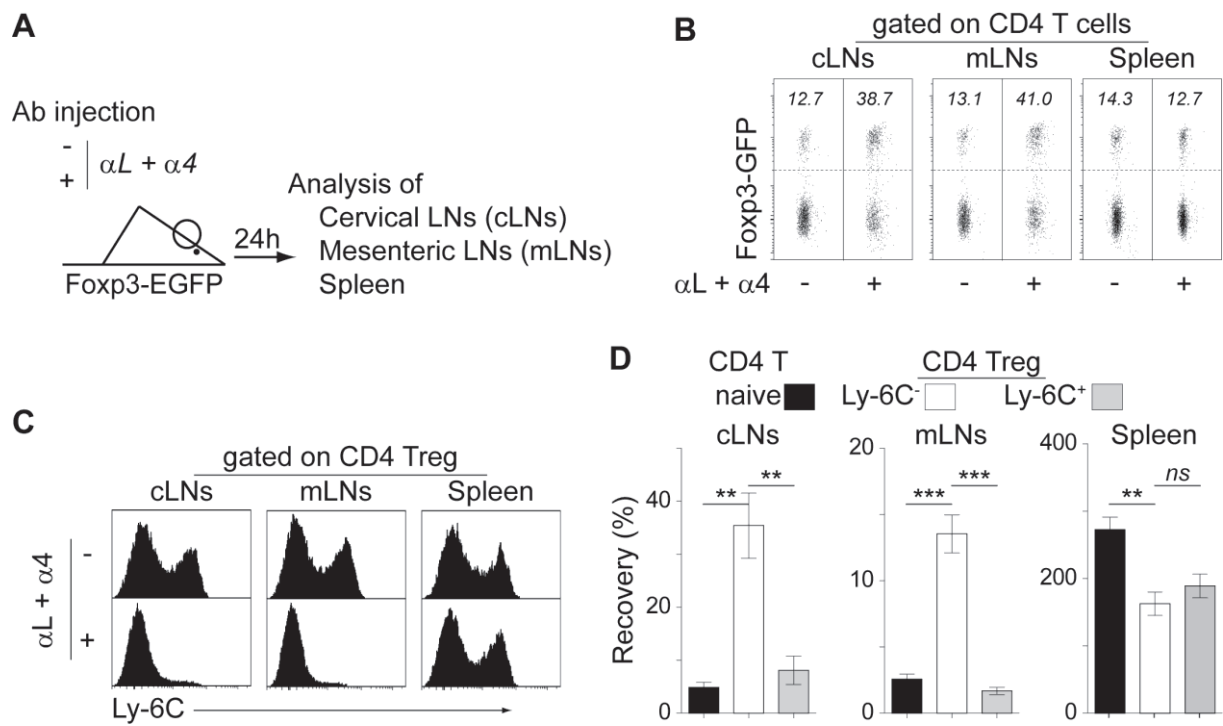 A
Ab injection
-
+
αL + α4
Foxp3-EGFP
24h
Analysis of
Cervical LNs (cLNs)
Mesenteric LNs (mLNs)
Spleen
B
gated on CD4 T cells
cLNs mLNs Spleen
12.7 38.7 13.1 41.0 14.3 12.7
Foxp3-GFP
αL + α4 - + - + - +
C
gated on CD4 Treg
cLNs mLNs Spleen
αL + α4
-
+
Ly-6C
D
CD4 T CD4 Treg
naive Ly-6C⁻ Ly-6C⁺
cLNs mLNs Spleen
Recovery (%)
40
20
0
** **
20
10
0
*** ***
400
200
0
** ns